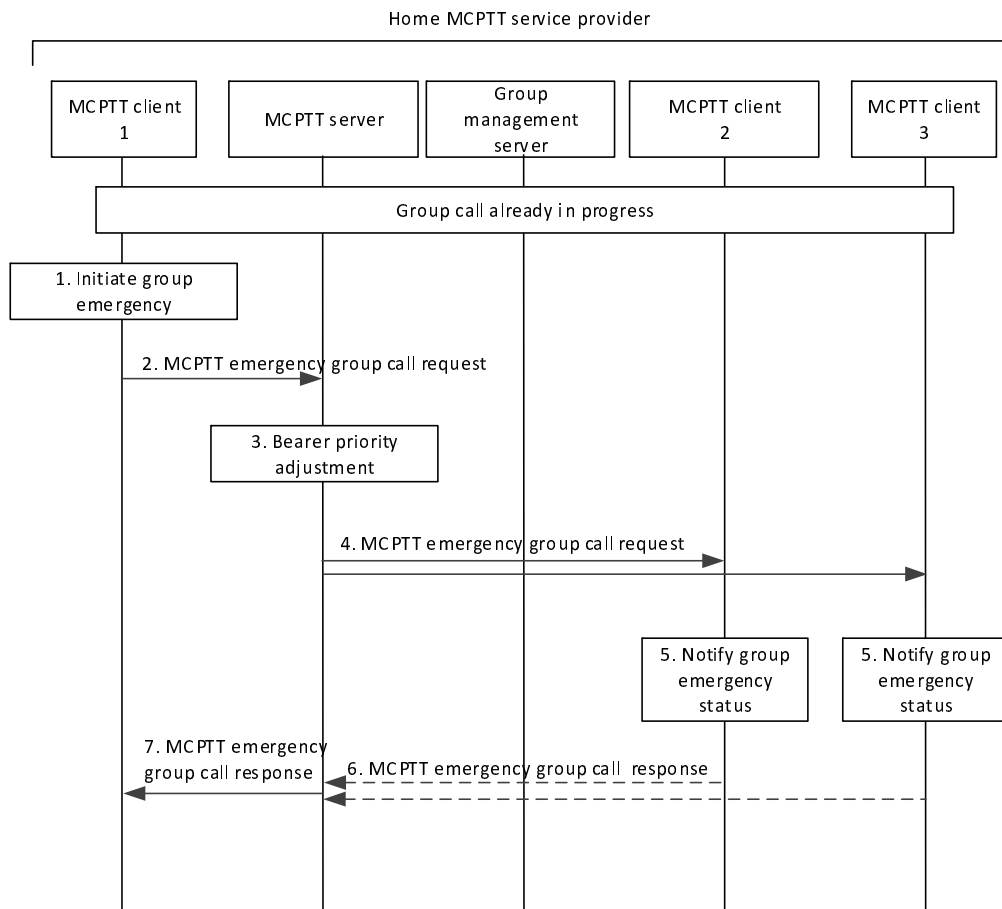 Home MCPTT service provider
MCPTT client
1
MCPTT server
Group
management
server
MCPTT client
2
MCPTT client
3
Group call already in progress
1. Initiate group
emergency
2. MCPTT emergency group call request
3. Bearer priority
adjustment
4. MCPTT emergency group call request
5. Notify group
emergency
status
5. Notify group
emergency
status
7. MCPTT emergency
group call response
6. MCPTT emergency group call response